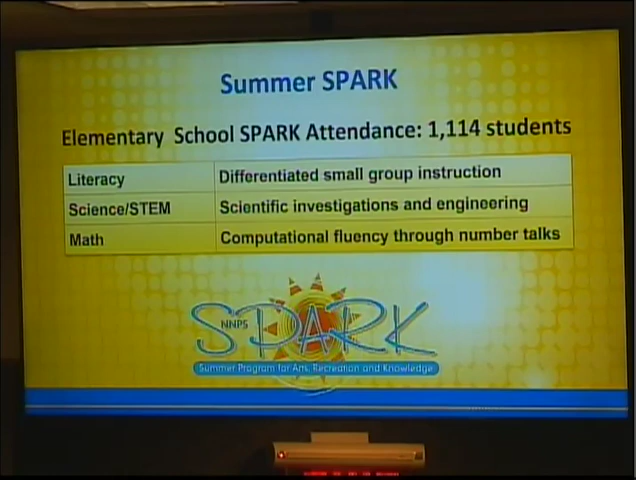 Summer SPARK
Elementary School SPARK Attendance: 1,114 students
Literacy Differentiated small group instruction
Science/STEM Scientific investigations and engineering
Math Computational fluency through number talks
NNPS
SPARK
Summer Program for Arts, Recreation and Knowledge